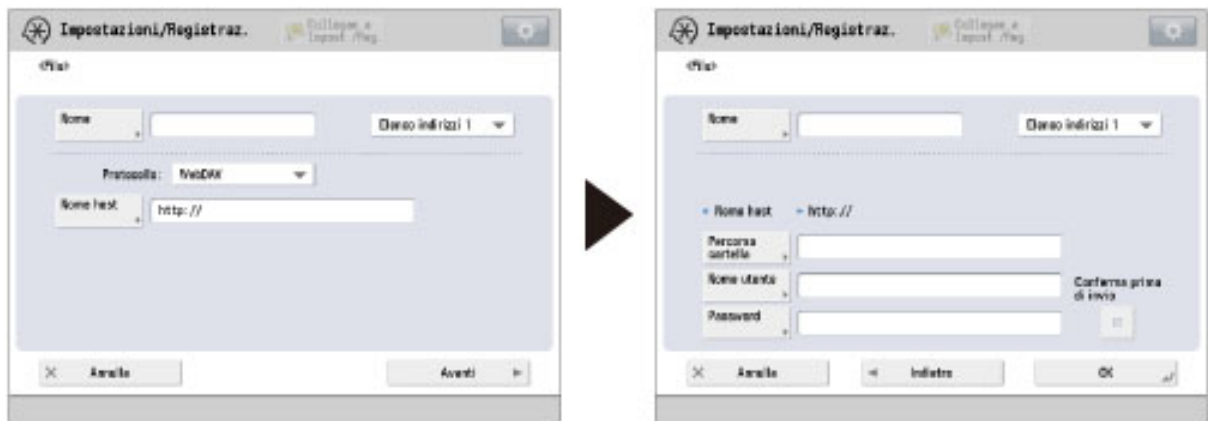 Impostazioni/Registraz.
<File>
Nome
Elenco indirizzi 1
Protocollo: WebDAV
Nome host
http://
Annulla
Avanti
Impostazioni/Registraz.
<File>
Nome
Elenco indirizzi 1
Nome host
http://
Percorso
cartella
Nome utente
Conferma prima
di invio
Password
Annulla
Indietro
OK